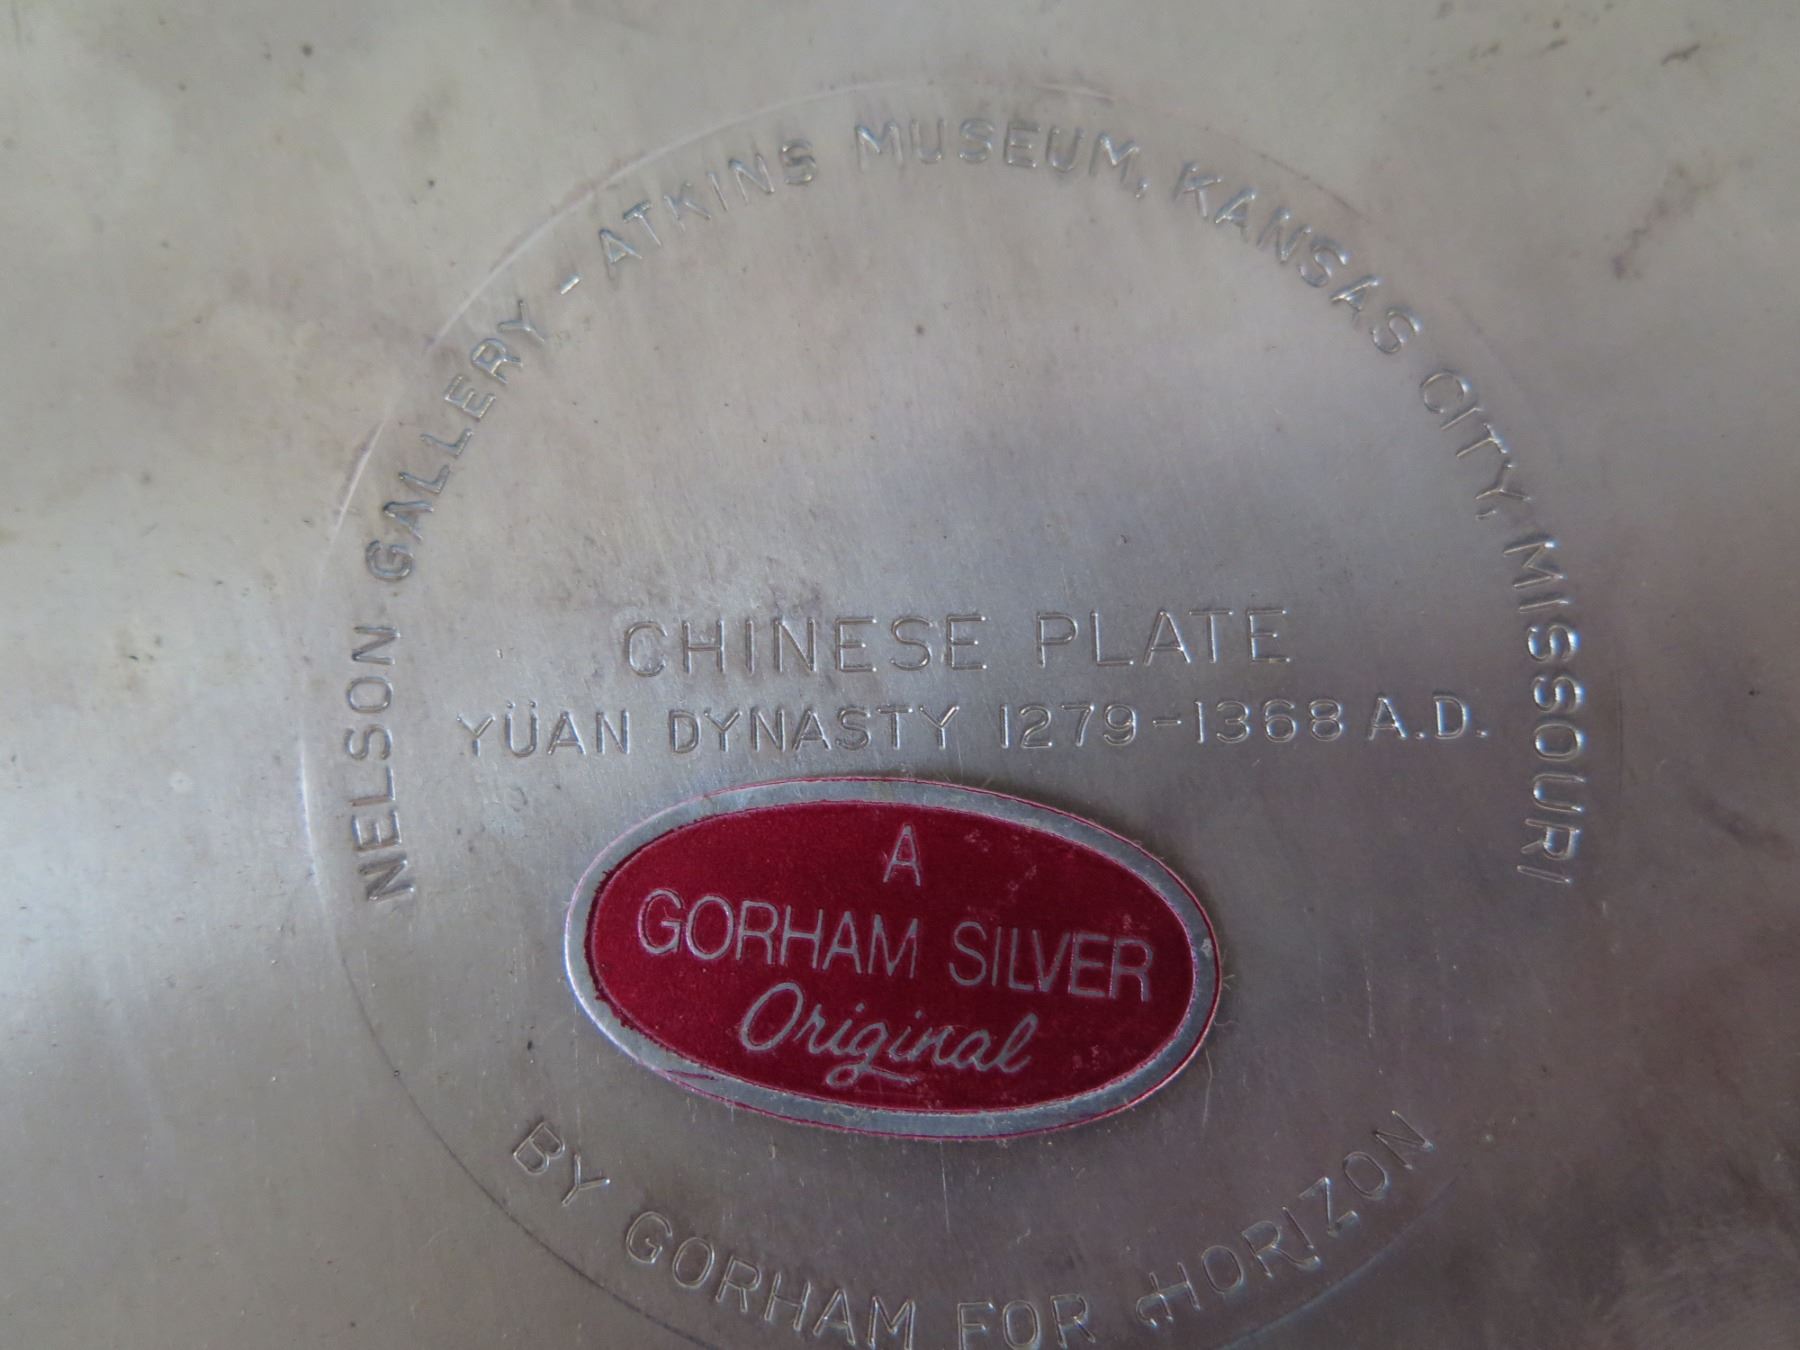 NELSON GALLERY - ATKINS MUSEUM, KANSAS CITY, MISSOURI
CHINESE PLATE
YÜAN DYNASTY 1279-1368 A.D.
A
GORHAM SILVER
Original
BY GORHAM FOR HORIZON